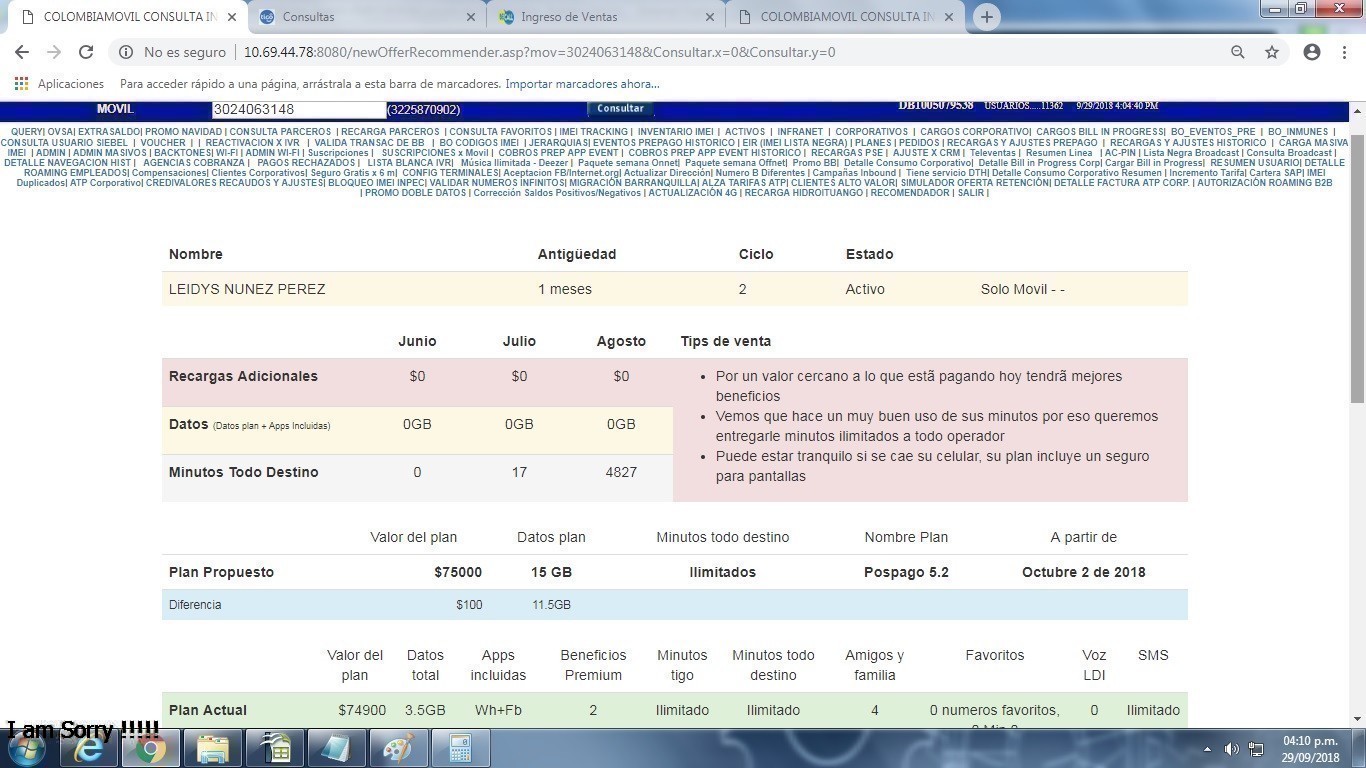 COLOMBIAMOVIL CONSULTA IN
Consultas
Ingreso de Ventas
COLOMBIAMOVIL CONSULTA IN
No es seguro | 10.69.44.78:8080/newOfferRecommender.asp?mov=3024063148&Consultar.x=0&Consultar.y=0
Aplicaciones Para acceder rápido a una página, arrástrala a esta barra de marcadores. Importar marcadores ahora...
MOVIL 3024063148 (3225870902) Consultar DB1005079538 USUARIOS.....11362 9/29/2018 4:04:40 PM
QUERY| OVSA| EXTRASALDO| PROMO NAVIDAD | CONSULTA PARCEROS | RECARGA PARCEROS | CONSULTA FAVORITOS | IMEI TRACKING | INVENTARIO IMEI | ACTIVOS | INFRANET | CORPORATIVOS | CARGOS CORPORATIVO| CARGOS BILL IN PROGRESS| BO_EVENTOS_PRE | BO_INMUNES |
CONSULTA USUARIO SIEBEL | VOUCHER | | REACTIVACION X IVR | VALIDA TRANSAC DE BB | BO CODIGOS IMEI | JERARQUIAS| EVENTOS PREPAGO HISTORICO | EIR (IMEI LISTA NEGRA) | PLANES | PEDIDOS | RECARGAS Y AJUSTES PREPAGO | RECARGAS Y AJUSTES HISTORICO | CARGA MASIVA
IMEI | ADMIN | ADMIN MASIVOS | BACKTONES| WI-FI | ADMIN WI-FI | Suscripciones | SUSCRIPCIONES x Movil | COBROS PREP APP EVENT | COBROS PREP APP EVENT HISTORICO | RECARGAS PSE | AJUSTE X CRM | Televentas | Resumen Linea | AC-PIN | Lista Negra Broadcast | Consulta Broadcast |
DETALLE NAVEGACION HIST | AGENCIAS COBRANZA | PAGOS RECHAZADOS | LISTA BLANCA IVR| Música Ilimitada - Deezer | Paquete semana Onnet| Paquete semana Offnet| Promo BB| Detalle Consumo Corporativo| Detalle Bill in Progress Corp| Cargar Bill in Progress| RESUMEN USUARIO| DETALLE
ROAMING EMPLEADOS| Compensaciones| Clientes Corporativos| Seguro Gratis x 6 m| CONFIG TERMINALES| Aceptacion FB/Internet.org| Actualizar Dirección| Numero B Diferentes | Campañas Inbound | Tiene servicio DTH| Detalle Consumo Corporativo Resumen | Incremento Tarifa| Cartera SAP| IMEI
Duplicados| ATP Corporativo| CREDIVALORES RECAUDOS Y AJUSTES| BLOQUEO IMEI INPEC| VALIDAR NUMEROS INFINITOS| MIGRACIÓN BARRANQUILLA| ALZA TARIFAS ATP| CLIENTES ALTO VALOR| SIMULADOR OFERTA RETENCIÓN| DETALLE FACTURA ATP CORP. | AUTORIZACIÓN ROAMING B2B
| PROMO DOBLE DATOS | Corrección Saldos Positivos/Negativos | ACTUALIZACIÓN 4G | RECARGA HIDROITUANGO | RECOMENDADOR | SALIR |
Nombre Antigüedad Ciclo Estado
LEIDYS NUNEZ PEREZ 1 meses 2 Activo Solo Movil - -
Junio Julio Agosto Tips de venta
Recargas Adicionales $0 $0 $0
Datos (Datos plan + Apps Incluidas) 0GB 0GB 0GB
Minutos Todo Destino 0 17 4827
• Por un valor cercano a lo que estã pagando hoy tendrã mejores
beneficios
• Vemos que hace un muy buen uso de sus minutos por eso queremos
entregarle minutos ilimitados a todo operador
• Puede estar tranquilo si se cae su celular, su plan incluye un seguro
para pantallas
Valor del plan Datos plan Minutos todo destino Nombre Plan A partir de
Plan Propuesto $75000 15 GB Ilimitados Pospago 5.2 Octubre 2 de 2018
Diferencia $100 11.5GB
Valor del Datos Apps Beneficios Minutos Minutos todo Amigos y Favoritos Voz SMS
plan total incluidas Premium tigo destino familia LDI
Plan Actual $74900 3.5GB Wh+Fb 2 Ilimitado Ilimitado 4 0 numeros favoritos, 0 Ilimitado
I am Sorry !!!!!
04:10 p.m.
29/09/2018